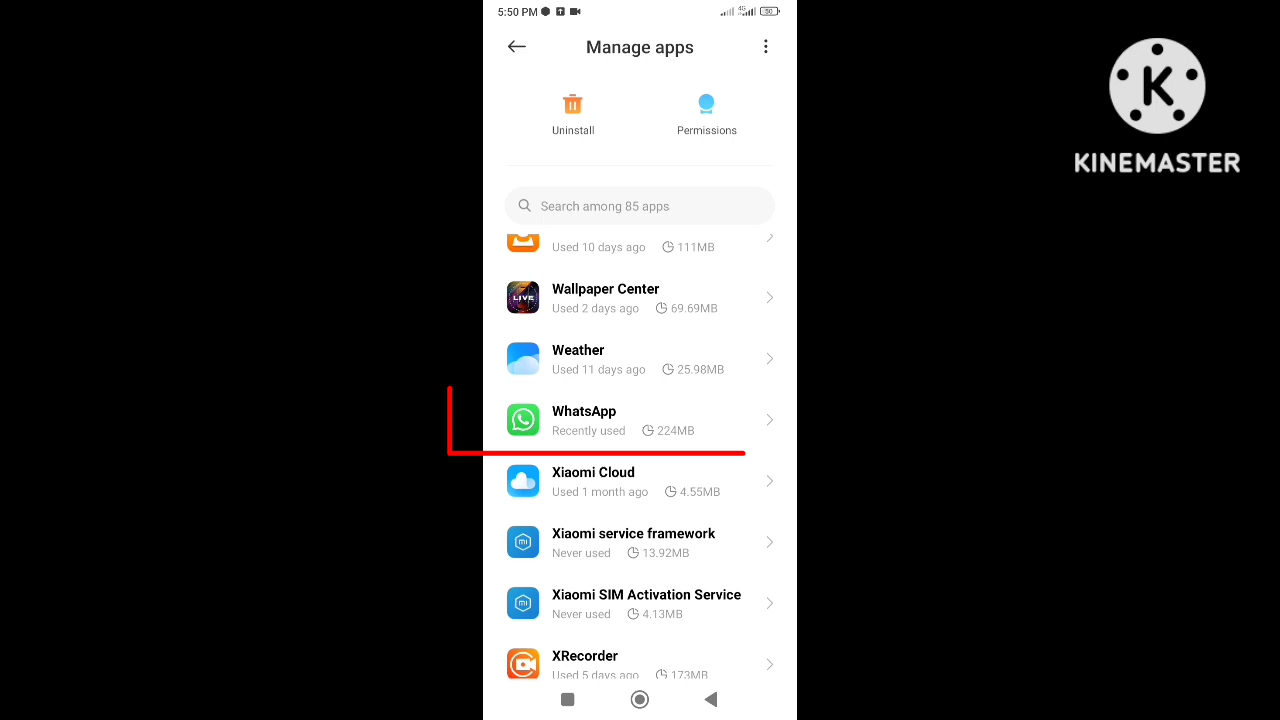 5:50 PM
4G
50
Manage apps
K
KINEMASTER
Uninstall
Permissions
Search among 85 apps
Used 10 days ago 111MB
LIVE
Wallpaper Center
Used 2 days ago 69.69MB
Weather
Used 11 days ago 25.98MB
WhatsApp
Recently used 224MB
Xiaomi Cloud
Used 1 month ago 4.55MB
Xiaomi service framework
Never used 13.92MB
Xiaomi SIM Activation Service
Never used 4.13MB
XRecorder
Used 5 days ago 173MB